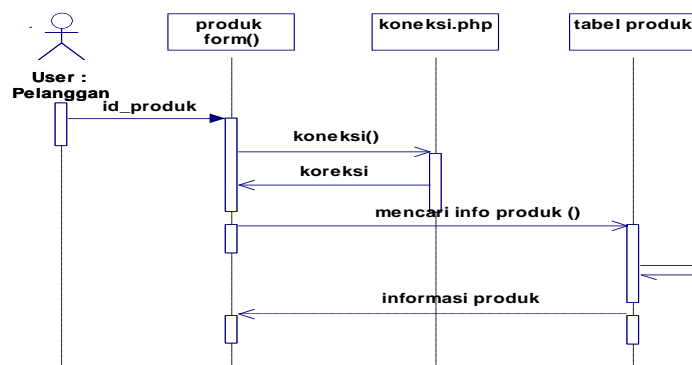 produk
form()
koneksi.php
tabel produk
User :
Pelanggan
id_produk
koneksi()
koreksi
mencari info produk ()
informasi produk